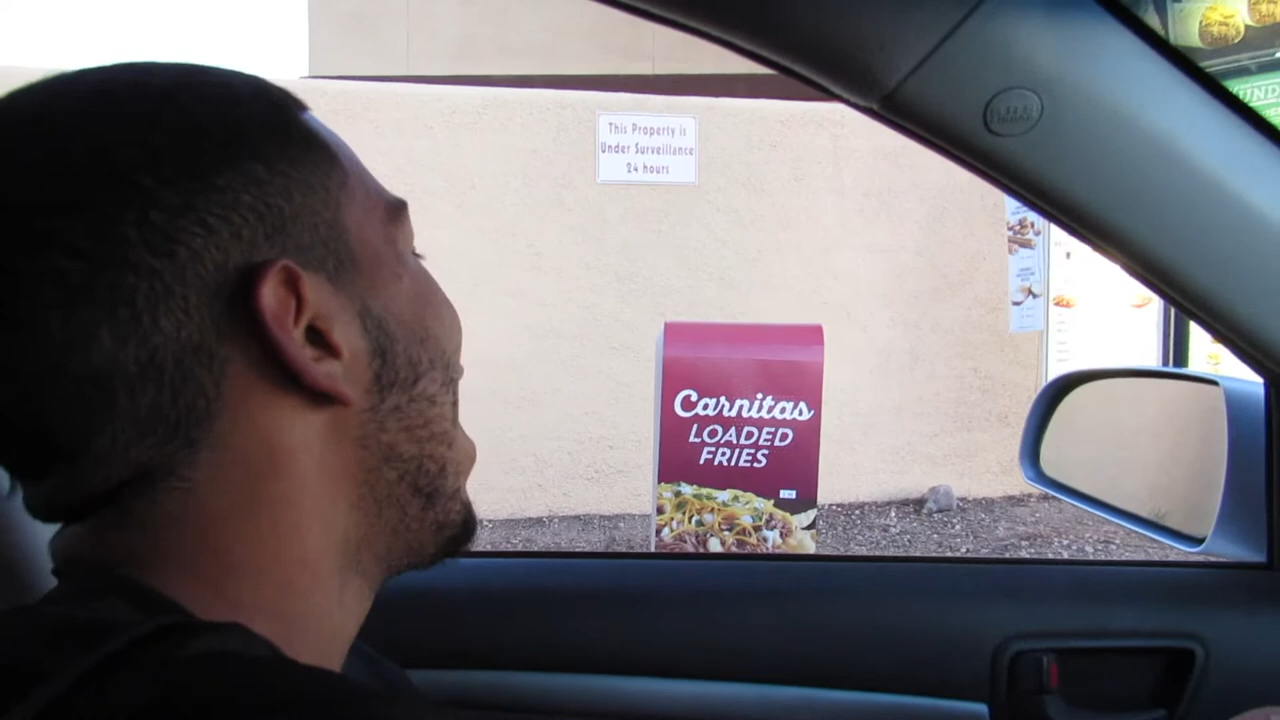 This Property is
Under Surveillance
24 hours
Carnitas
LOADED
FRIES